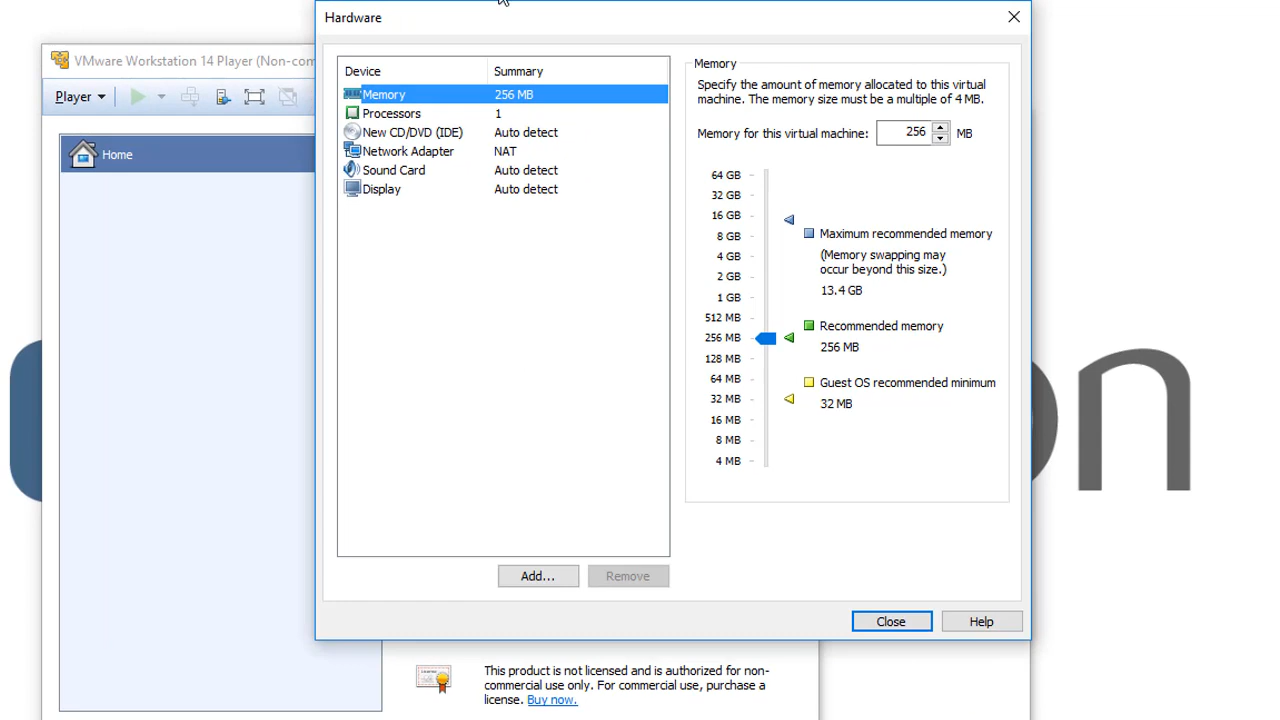 Hardware
VMware Workstation 14 Player (Non-com
Player
Home
Device Summary
Memory 256 MB
Processors 1
New CD/DVD (IDE) Auto detect
Network Adapter NAT
Sound Card Auto detect
Display Auto detect
Add...
Remove
Memory
Specify the amount of memory allocated to this virtual
machine. The memory size must be a multiple of 4 MB.
Memory for this virtual machine: 256 MB
64 GB
32 GB
16 GB
8 GB
4 GB
2 GB
1 GB
512 MB
256 MB
128 MB
64 MB
32 MB
16 MB
8 MB
4 MB
Maximum recommended memory
(Memory swapping may
occur beyond this size.)
13.4 GB
Recommended memory
256 MB
Guest OS recommended minimum
32 MB
Close
Help
This product is not licensed and is authorized for non-
commercial use only. For commercial use, purchase a
license. Buy now.
n